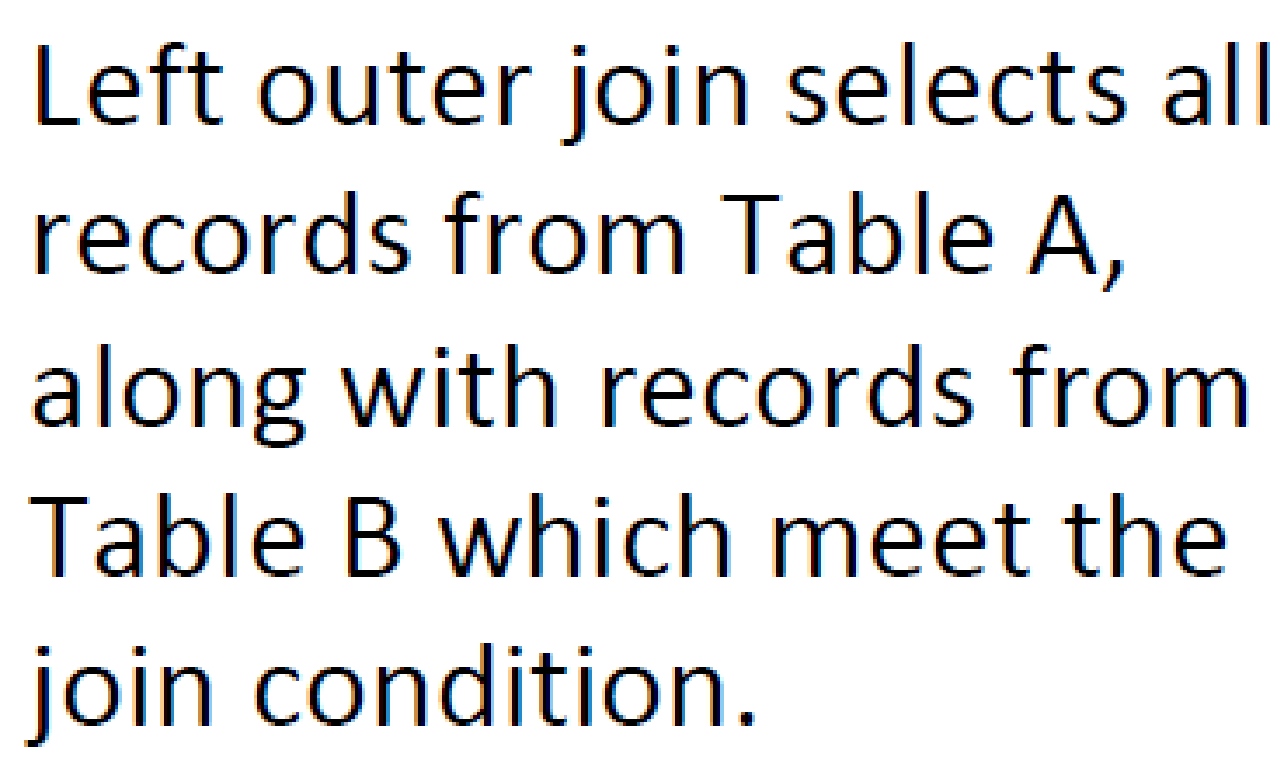 Left outer join selects all
records from Table A,
along with records from
Table B which meet the
join condition.